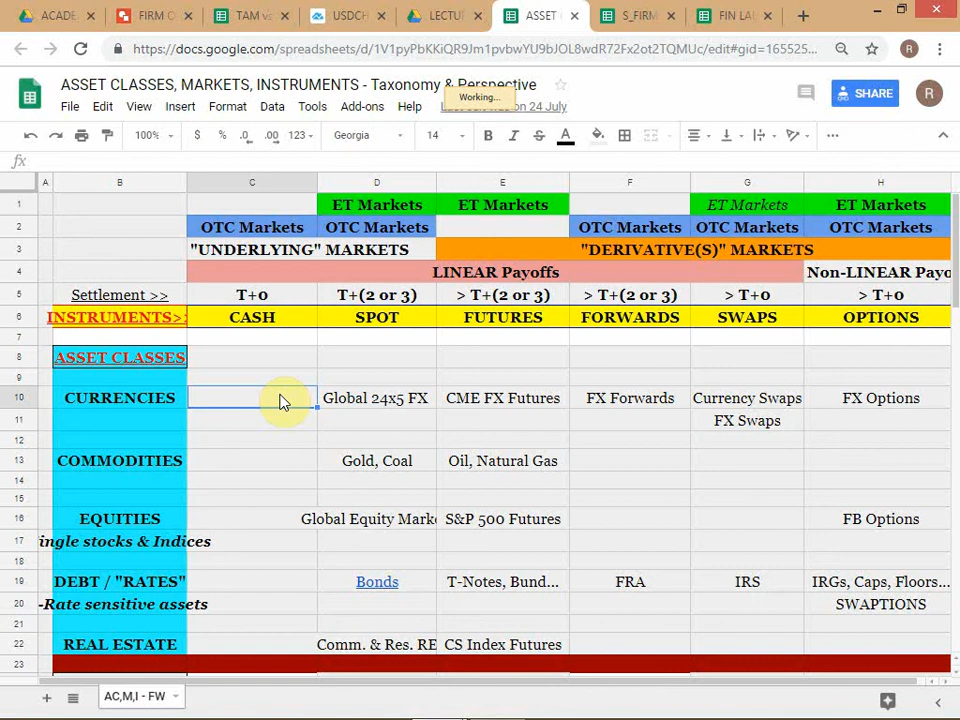 ACADE
FIRM C
TAM v
USDCH
LECTU
ASSET
S_FIRM
FIN LA
https://docs.google.com/spreadsheets/d/1V1pyPbKKiQR9Jm1pvbwYU9bJOL8wdR72Fx2ot2TQMUc/edit#gid=165525...
R
ASSET CLASSES, MARKETS, INSTRUMENTS - Taxonomy & Perspective
Working...
File Edit View Insert Format Data Tools Add-ons Help
24 July
SHARE
R
100% $ % .0 .00 123 Georgia 14 B I S A
fx
A B C D E F G H
1 ET Markets ET Markets ET Markets ET Markets
2 OTC Markets OTC Markets OTC Markets OTC Markets OTC Markets
3 "UNDERLYING" MARKETS "DERIVATIVE(S)" MARKETS
4 LINEAR Payoffs Non-LINEAR Payo
5 Settlement >> T+0 T+(2 or 3) > T+(2 or 3) > T+(2 or 3) > T+0 > T+0
6 INSTRUMENTS>> CASH SPOT FUTURES FORWARDS SWAPS OPTIONS
7
8 ASSET CLASSES
9
10 CURRENCIES Global 24x5 FX CME FX Futures FX Forwards Currency Swaps FX Options
11 FX Swaps
12
13 COMMODITIES Gold, Coal Oil, Natural Gas
14
15
16 EQUITIES Global Equity Marke S&P 500 Futures FB Options
17 ingle stocks & Indices
18
19 DEBT / "RATES" Bonds T-Notes, Bund... FRA IRS IRGs, Caps, Floors...
20 -Rate sensitive assets SWAPTIONS
21
22 REAL ESTATE Comm. & Res. RE CS Index Futures
23
AC,M,I - FW